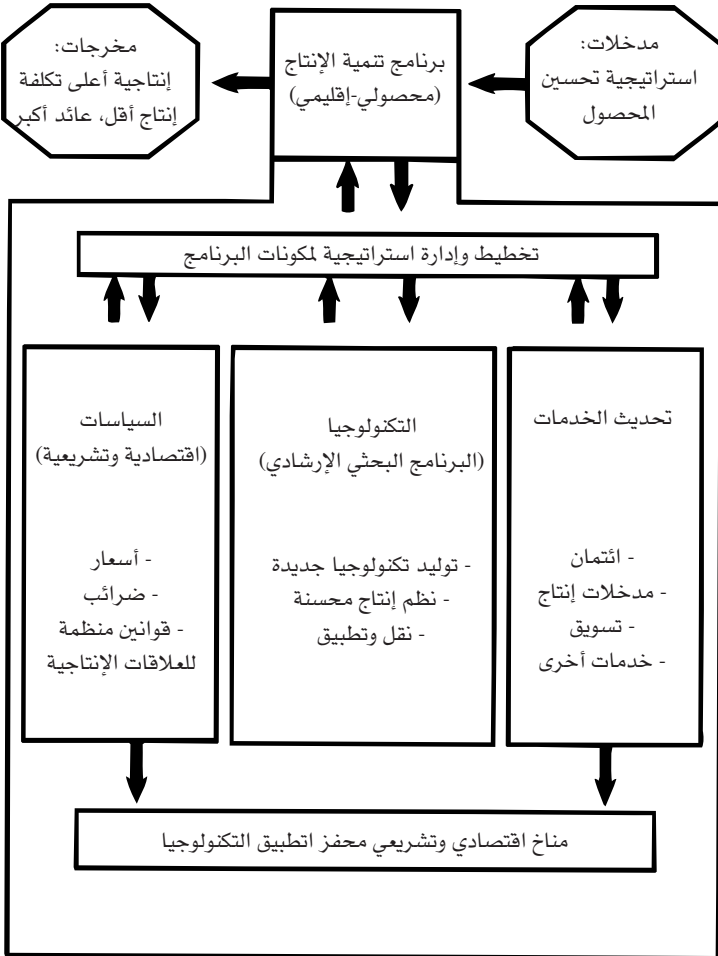 مدخلات:
استراتيجية تحسين
المحصول
برنامج تنمية الإنتاج
(محصولي-إقليمي)
مخرجات:
إنتاجية أعلى تكلفة
إنتاج أقل، عائد أكبر
تخطيط وإدارة استراتيجية لمكونات البرنامج
تحديث الخدمات
- ائتمان
- مدخلات إنتاج
- تسويق
- خدمات أخرى
التكنولوجيا
(البرنامج البحثي الإرشادي)
- توليد تكنولوجيا جديدة
- نظم إنتاج محسنة
- نقل وتطبيق
السياسات
(اقتصادية وتشريعية)
- أسعار
- ضرائب
- قوانين منظمة
للعلاقات الإنتاجية
مناخ اقتصادي وتشريعي محفز اتطبيق التكنولوجيا